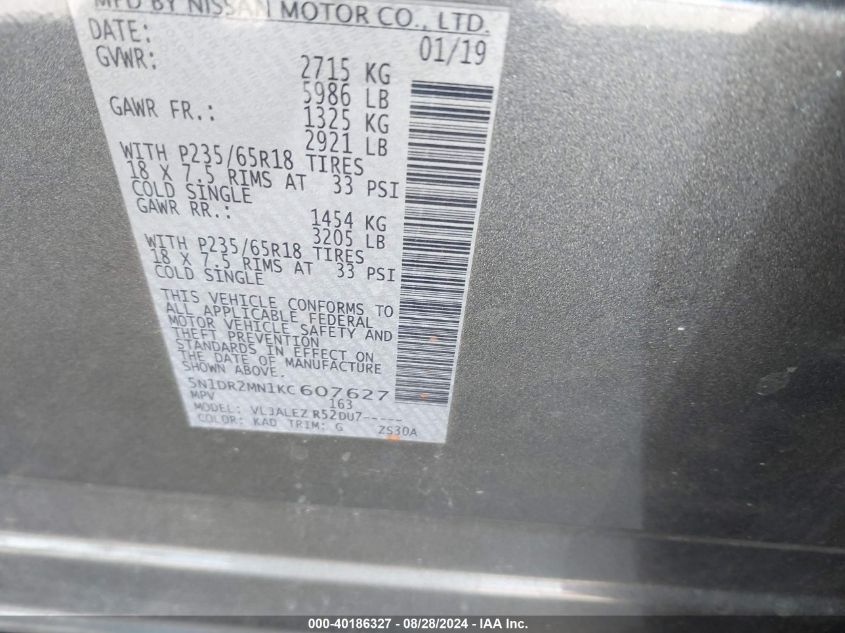 MFD BY NISSAN MOTOR CO., LTD.
DATE: 01/19
GVWR: 2715 KG
5986 LB
GAWR FR.: 1325 KG
2921 LB
WITH P235/65R18 TIRES
18 X 7.5 RIMS AT 33 PSI
COLD SINGLE
GAWR RR.: 1454 KG
3205 LB
WITH P235/65R18 TIRES
18 X 7.5 RIMS AT 33 PSI
COLD SINGLE
THIS VEHICLE CONFORMS TO
ALL APPLICABLE FEDERAL
MOTOR VEHICLE SAFETY AND
THEFT PREVENTION
STANDARDS IN EFFECT ON
THE DATE OF MANUFACTURE
SHOWN ABOVE.
5N1DR2MN1KC607627
MPV 163
MODEL: VLJALEZ R52DU7-----
COLOR: KAD TRIM: G ZS30A
000-40186327 - 08/28/2024 - IAA Inc.